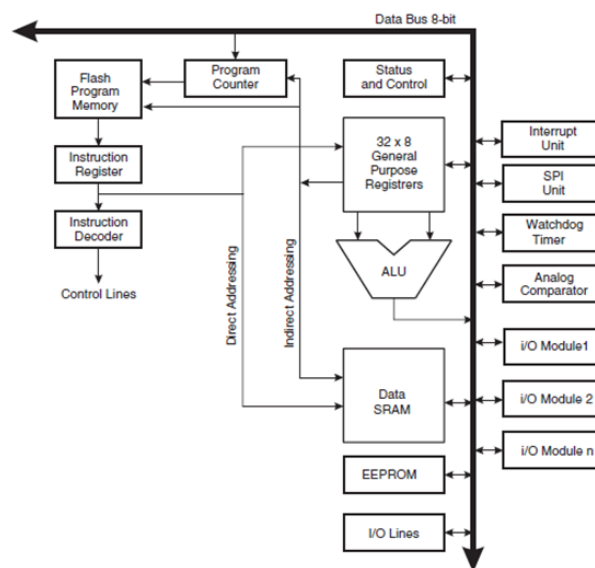 Data Bus 8-bit
Flash
Program
Memory
Program
Counter
Status
and Control
Interrupt
Unit
32 x 8
General
Purpose
Registrers
Instruction
Register
SPI
Unit
Instruction
Decoder
Watchdog
Timer
ALU
Analog
Comparator
Control Lines
Direct Addressing
Indirect Addressing
i/O Module1
Data
SRAM
i/O Module 2
i/O Module n
EEPROM
I/O Lines